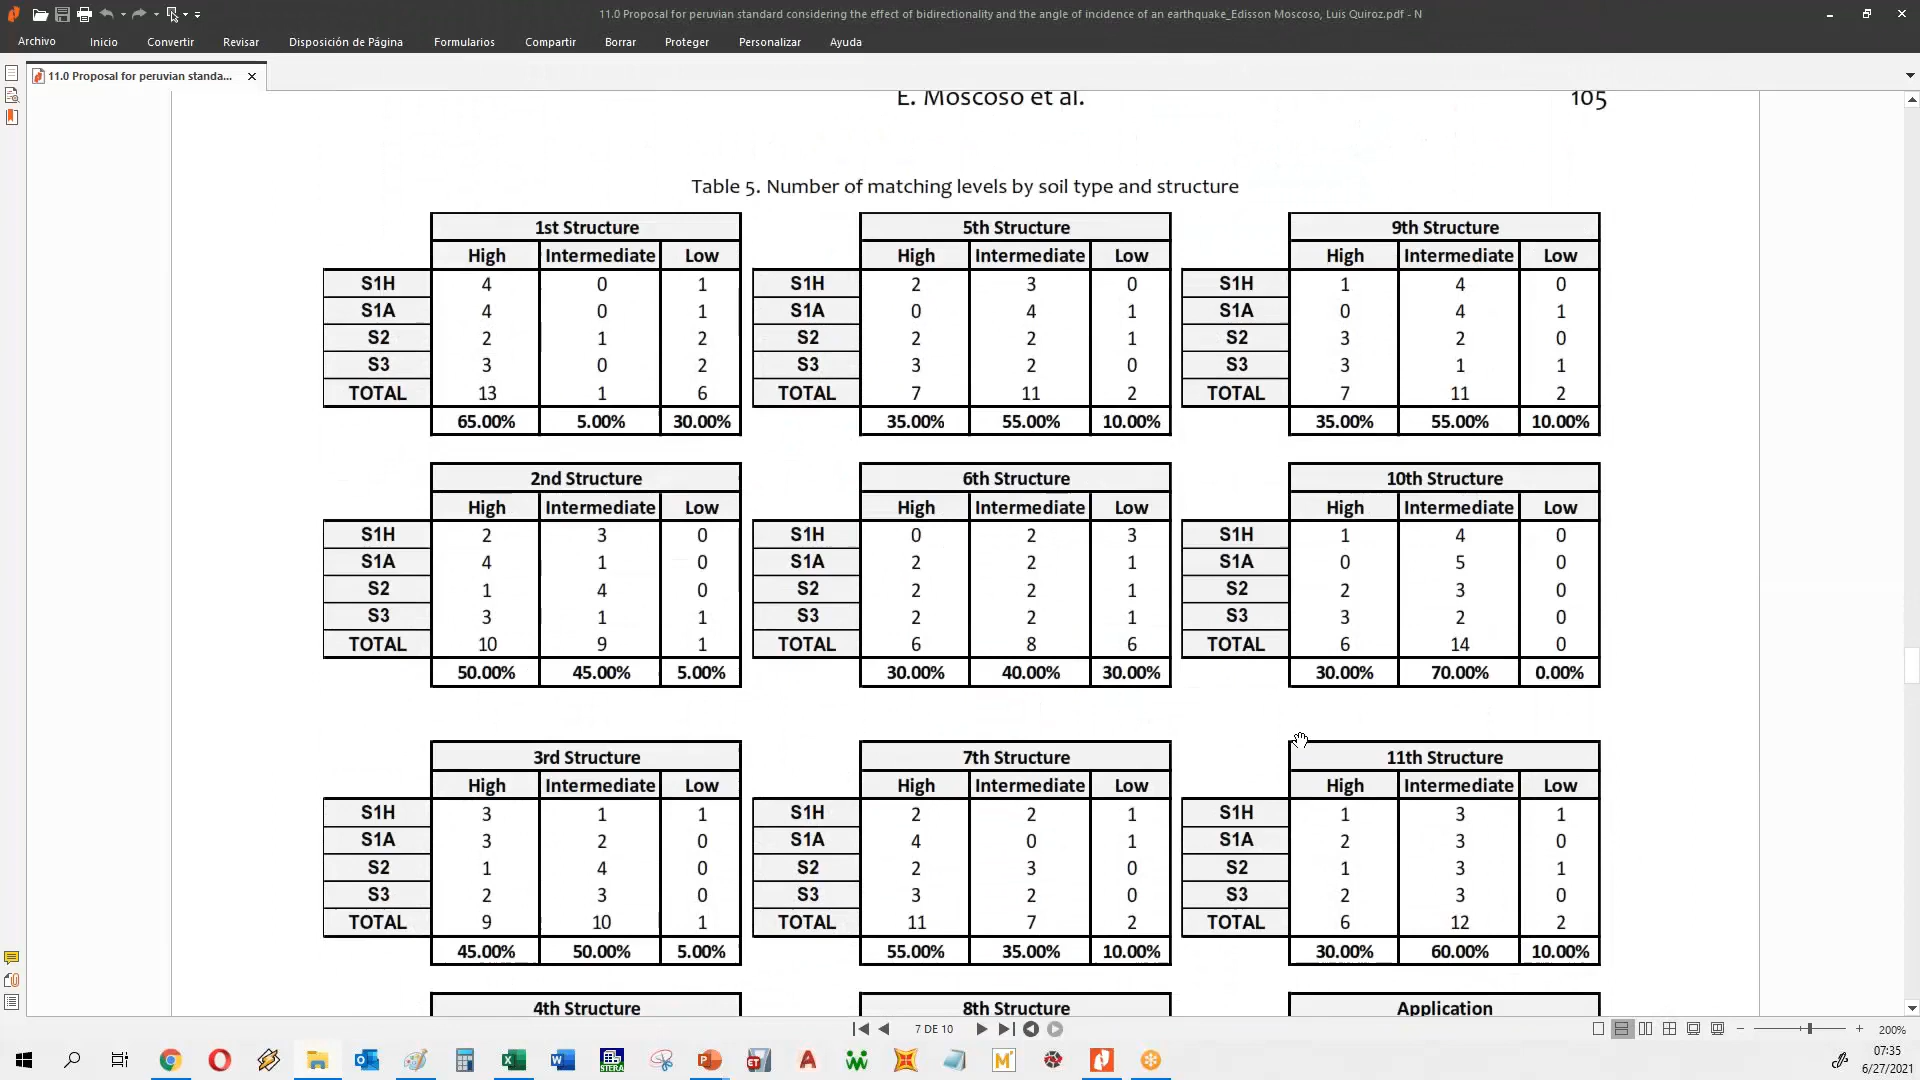 11.0 Proposal for peruvian standard considering the effect of bidirectionality and the angle of incidence of an earthquake_Edisson Moscoso, Luis Quiroz.pdf - N
Archivo Inicio Convertir Revisar Disposición de Página Formularios Compartir Borrar Proteger Personalizar Ayuda
11.0 Proposal for peruvian standa...
E. Moscoso et al. 105
Table 5. Number of matching levels by soil type and structure
1st Structure 5th Structure 9th Structure
High Intermediate Low High Intermediate Low High Intermediate Low
S1H 4 0 1 S1H 2 3 0 S1H 1 4 0
S1A 4 0 1 S1A 0 4 1 S1A 0 4 1
S2 2 1 2 S2 2 2 1 S2 3 2 0
S3 3 0 2 S3 3 2 0 S3 3 1 1
TOTAL 13 1 6 TOTAL 7 11 2 TOTAL 7 11 2
65.00% 5.00% 30.00% 35.00% 55.00% 10.00% 35.00% 55.00% 10.00%
2nd Structure 6th Structure 10th Structure
High Intermediate Low High Intermediate Low High Intermediate Low
S1H 2 3 0 S1H 0 2 3 S1H 1 4 0
S1A 4 1 0 S1A 2 2 1 S1A 0 5 0
S2 1 4 0 S2 2 2 1 S2 2 3 0
S3 3 1 1 S3 2 2 1 S3 3 2 0
TOTAL 10 9 1 TOTAL 6 8 6 TOTAL 6 14 0
50.00% 45.00% 5.00% 30.00% 40.00% 30.00% 30.00% 70.00% 0.00%
3rd Structure 7th Structure 11th Structure
High Intermediate Low High Intermediate Low High Intermediate Low
S1H 3 1 1 S1H 2 2 1 S1H 1 3 1
S1A 3 2 0 S1A 4 0 1 S1A 2 3 0
S2 1 4 0 S2 2 3 0 S2 1 3 1
S3 2 3 0 S3 3 2 0 S3 2 3 0
TOTAL 9 10 1 TOTAL 11 7 2 TOTAL 6 12 2
45.00% 50.00% 5.00% 55.00% 35.00% 10.00% 30.00% 60.00% 10.00%
4th Structure 8th Structure Application
7 DE 10 200%
07:35
6/27/2021